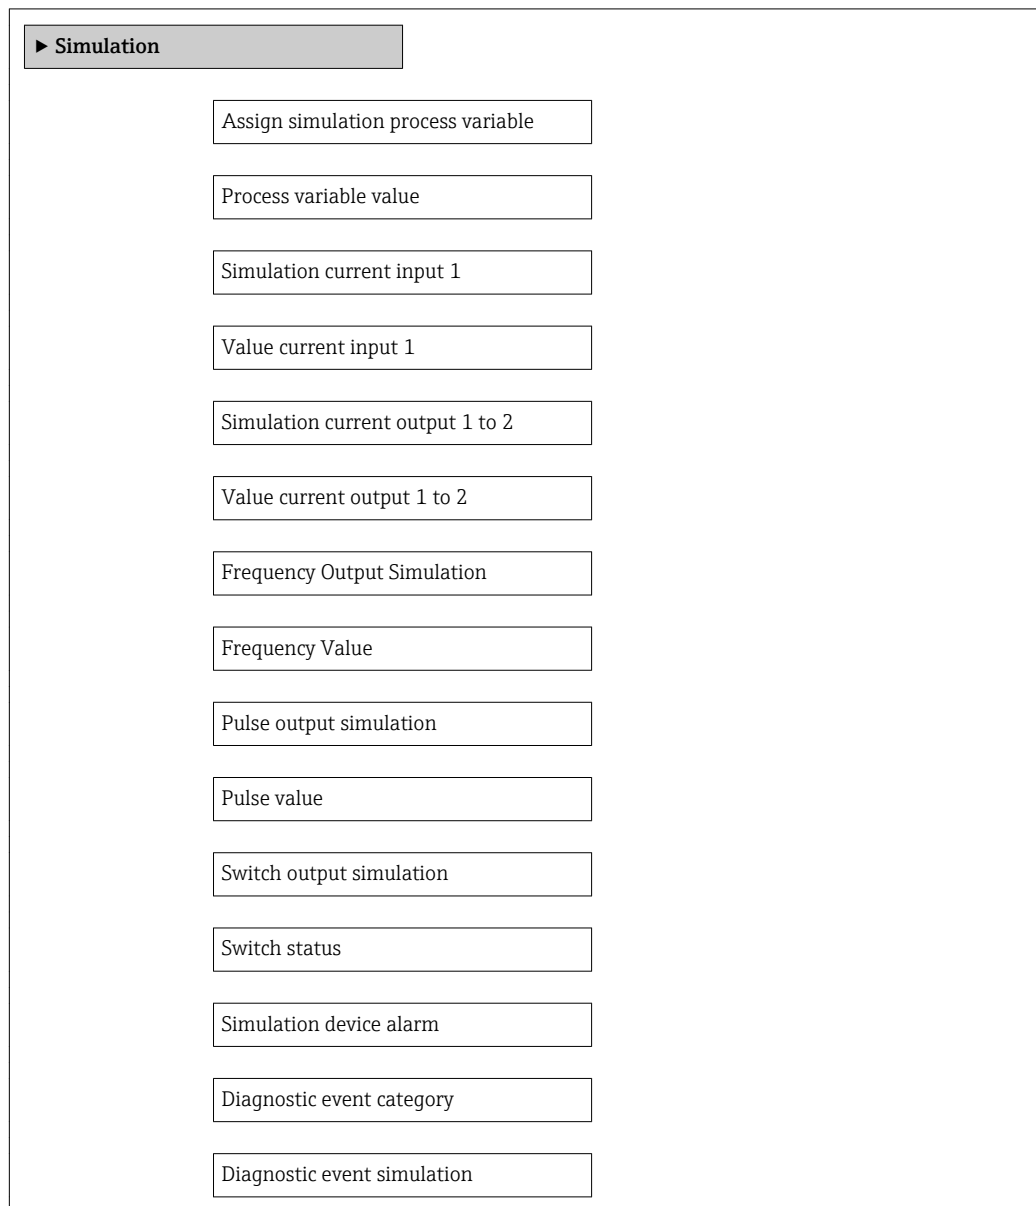 ▶ Simulation
Assign simulation process variable
Process variable value
Simulation current input 1
Value current input 1
Simulation current output 1 to 2
Value current output 1 to 2
Frequency Output Simulation
Frequency Value
Pulse output simulation
Pulse value
Switch output simulation
Switch status
Simulation device alarm
Diagnostic event category
Diagnostic event simulation